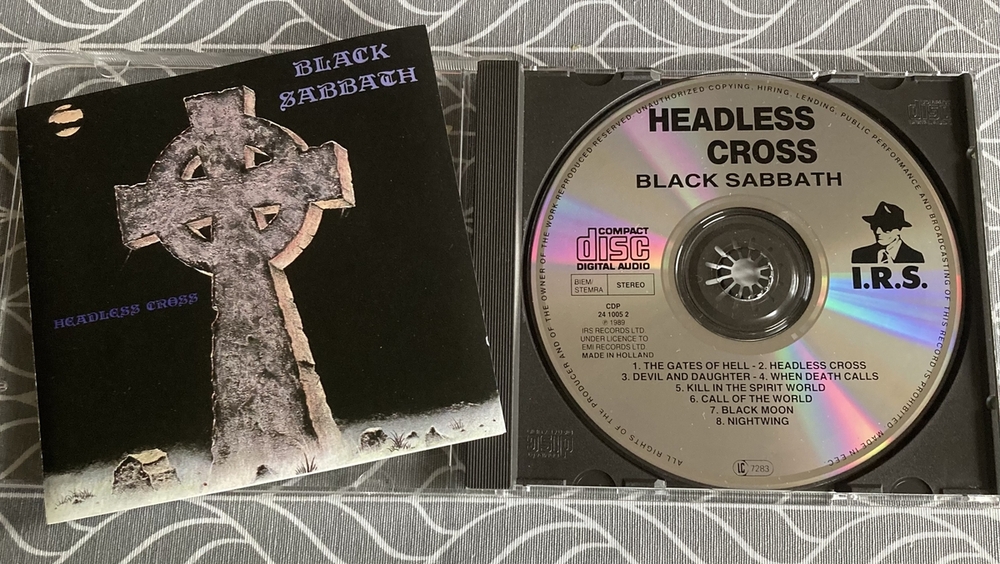 BLACK
SABBATH
HEADLESS CROSS
HEADLESS
CROSS
BLACK SABBATH
COMPACT
disc
DIGITAL AUDIO
BIEM/
STEMRA
STEREO
CDP
24 1005 2
℗ 1989
IRS RECORDS LTD.
UNDER LICENCE TO
EMI RECORDS LTD.
MADE IN HOLLAND
I.R.S.
1. THE GATES OF HELL - 2. HEADLESS CROSS
3. DEVIL AND DAUGHTER - 4. WHEN DEATH CALLS
5. KILL IN THE SPIRIT WORLD
6. CALL OF THE WORLD
7. BLACK MOON
8. NIGHTWING
LC 7283
ALL RIGHTS OF THE PRODUCER AND OF THE OWNER OF THE WORK REPRODUCED RESERVED. UNAUTHORIZED COPYING, HIRING, LENDING, PUBLIC PERFORMANCE AND BROADCASTING OF THIS RECORD IS PROHIBITED. MADE IN EEC